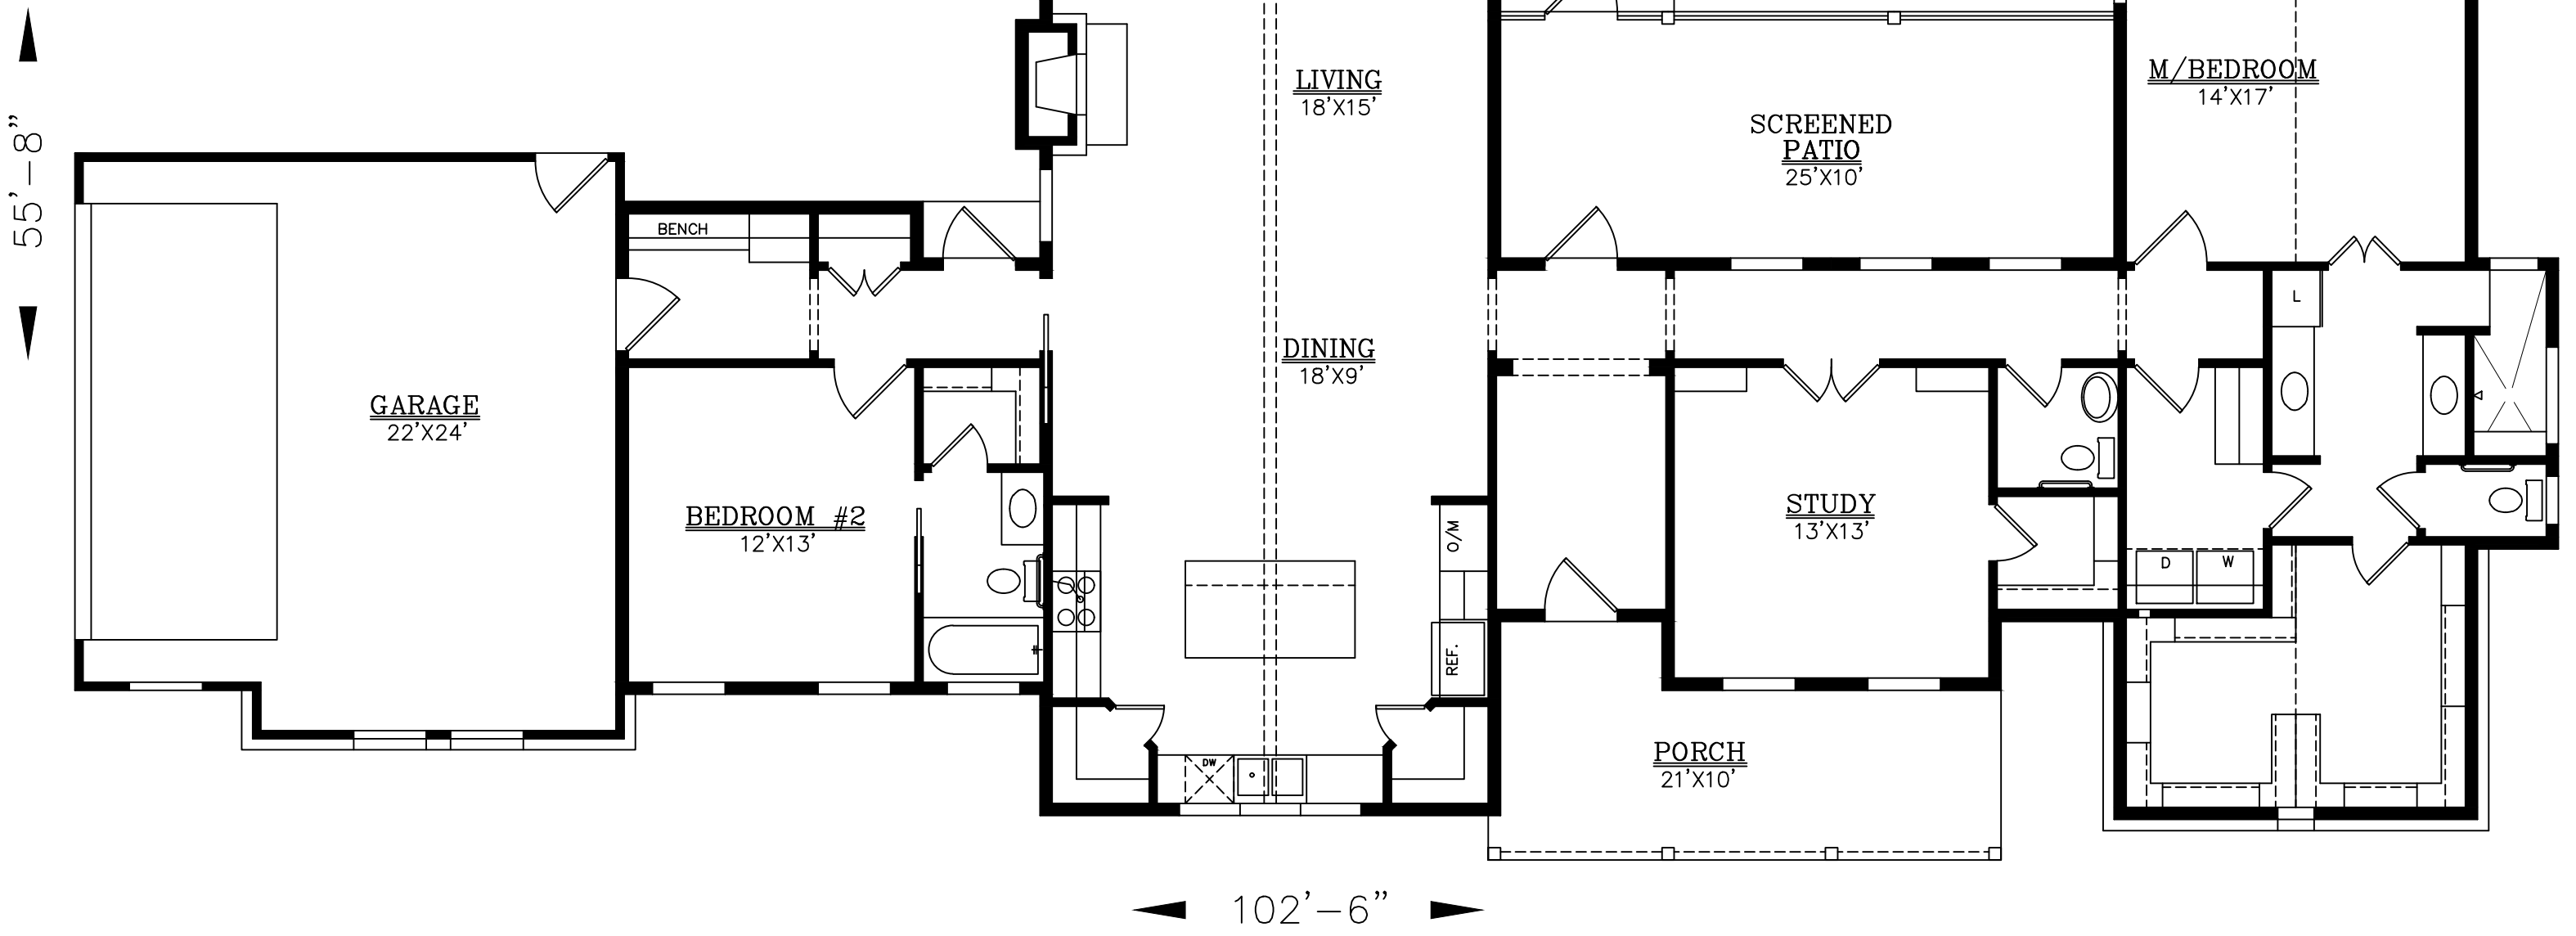 55'-8"
LIVING
18'X15'
M/BEDROOM
14'X17'
SCREENED
PATIO
25'X10'
BENCH
L
DINING
18'X9'
GARAGE
22'X24'
BEDROOM #2
12'X13'
STUDY
13'X13'
O/M
D
W
REF.
PORCH
21'X10'
DW
102'-6"